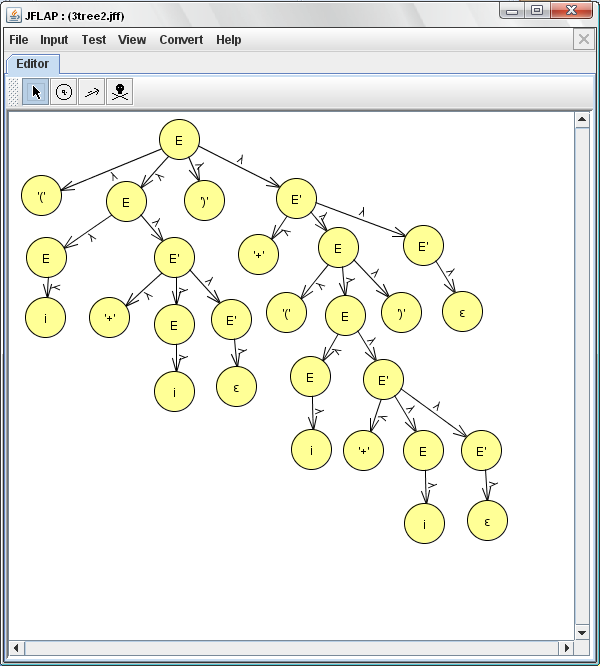 JFLAP : (3tree2.jff)
File Input Test View Convert Help
Editor
E
λ λ λ λ
'(' E ')' E'
λ λ λ λ λ
E E' '+' E E'
λ λ λ λ λ λ λ λ
i '+' E E' '(' E ')' ε
λ λ λ λ
i ε E E'
λ λ λ λ
i '+' E E'
λ λ
i ε